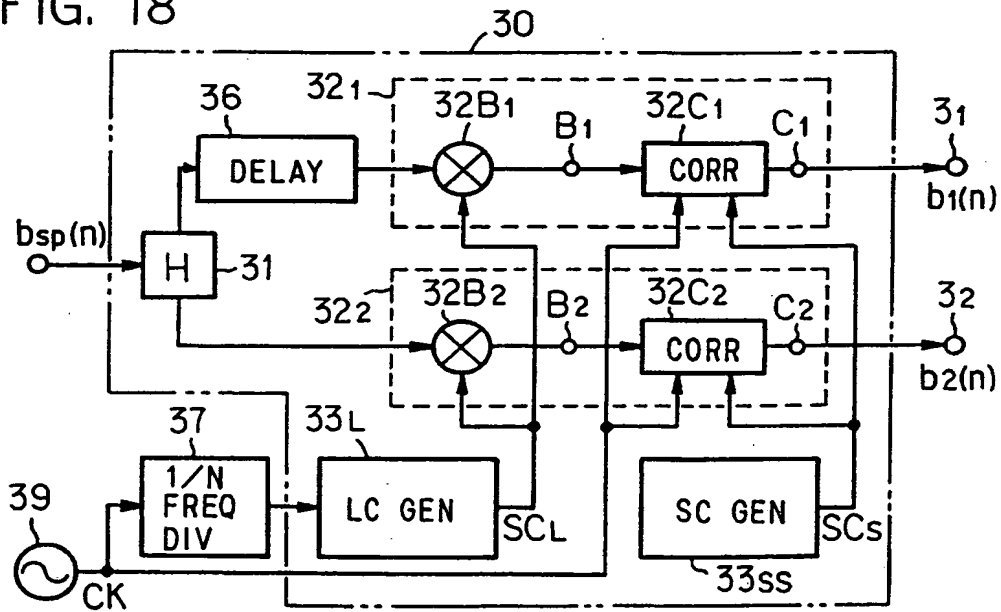 FIG. 18
30
36
DELAY
321
32B1
B1
32C1
CORR
C1
31
b1(n)
bsp(n)
H
31
322
32B2
B2
32C2
CORR
C2
32
b2(n)
39
CK
37
1/N
FREQ
DIV
33L
LC GEN
SCL
SC GEN
SCS
33SS